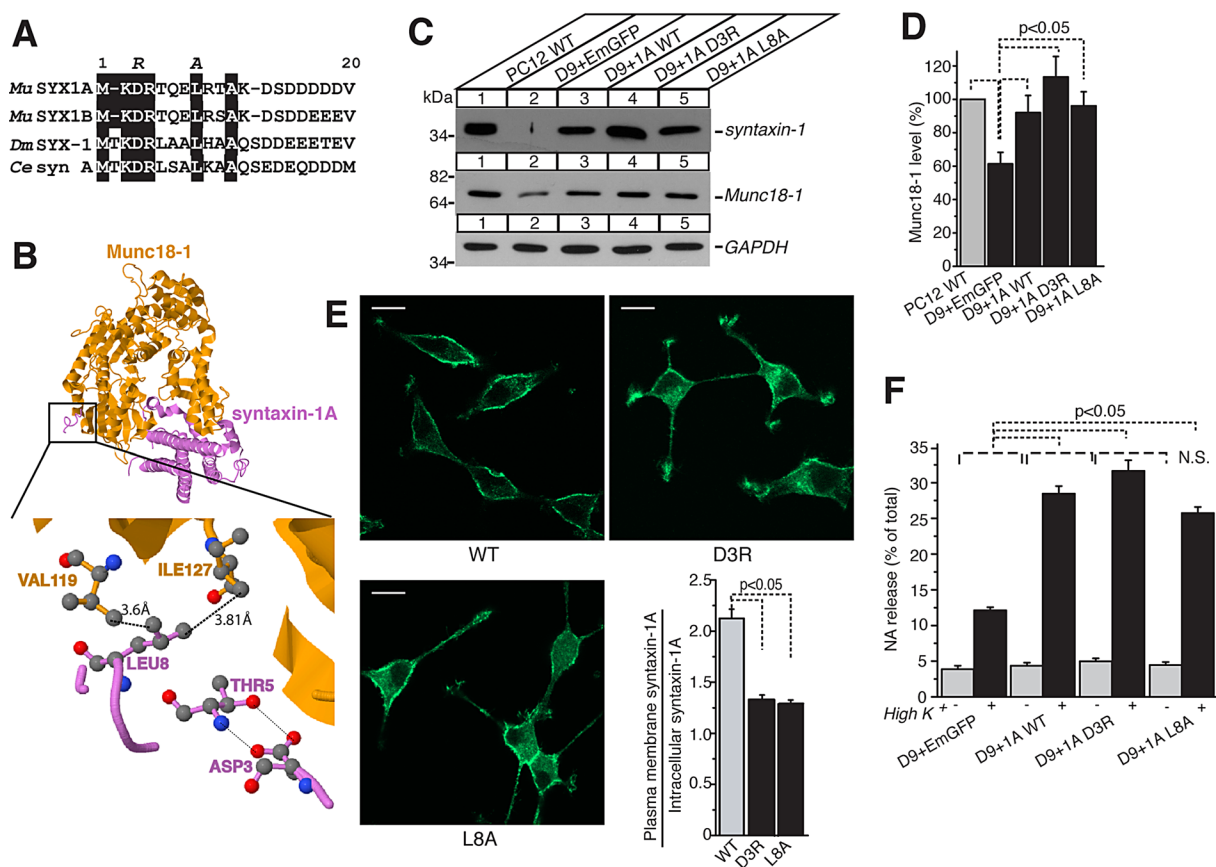 A
1 R A 20
Mu SYX1A M-KDRTQELRTAK-DSDDDDDV
Mu SYX1B M-KDRTQELRSAK-DSDDEEEV
Dm SYX-1 MTKDRLAALHAAQSDDEEETEV
Ce syn A MTKDRLSALKAAQSEDEQDDDM
B
Munc18-1
syntaxin-1A
VAL119
ILE127
3.6Å
3.81Å
LEU8
THR5
ASP3
C
PC12 WT
D9+EmGFP
D9+1A WT
D9+1A D3R
D9+1A L8A
kDa
1 2 3 4 5
34
syntaxin-1
1 2 3 4 5
82
64
Munc18-1
1 2 3 4 5
34
GAPDH
D
p<0.05
Munc18-1 level (%)
120
100
80
60
40
20
0
PC12 WT
D9+EmGFP
D9+1A WT
D9+1A D3R
D9+1A L8A
E
WT
D3R
L8A
Plasma membrane syntaxin-1A
Intracellular syntaxin-1A
p<0.05
2.5
2.0
1.5
1.0
0.5
0
WT
D3R
L8A
F
p<0.05
N.S.
NA release (% of total)
35
30
25
20
15
10
5
0
High K + - + - + - + - +
D9+EmGFP
D9+1A WT
D9+1A D3R
D9+1A L8A